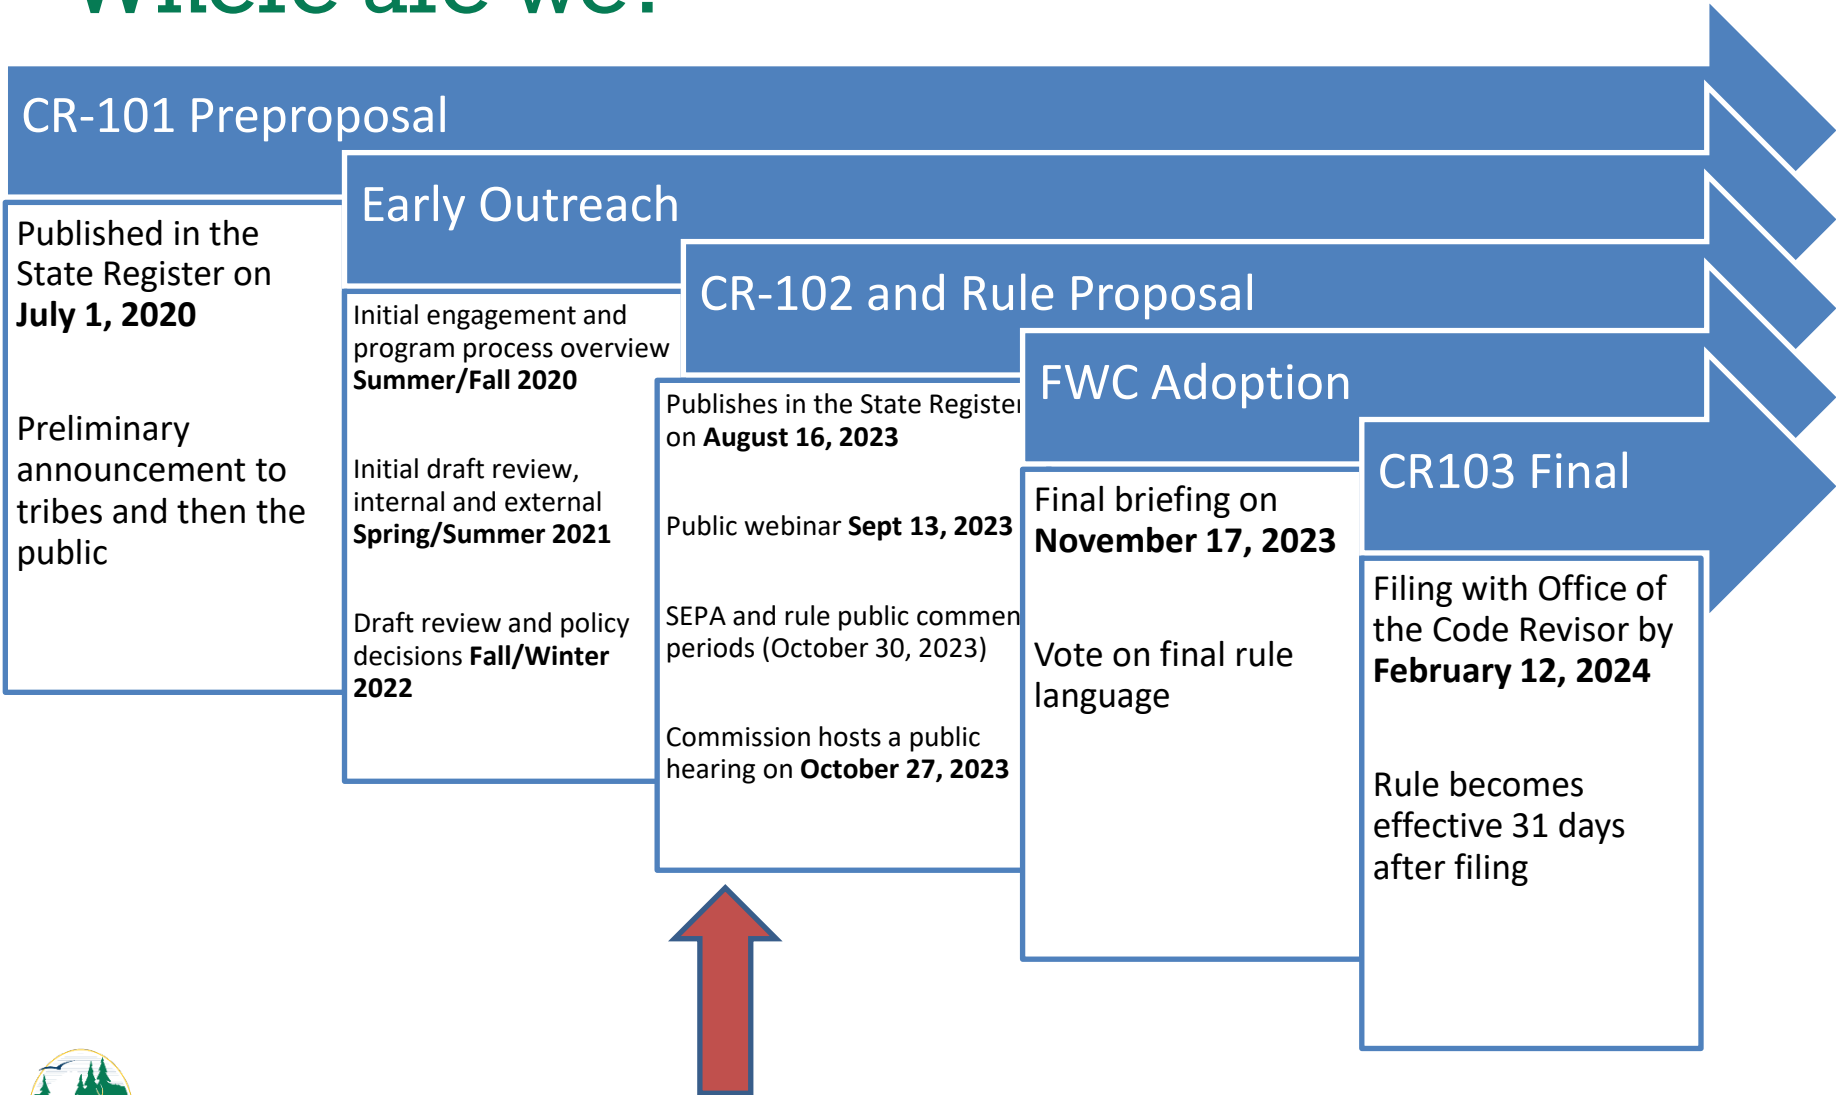 Where are we?
CR-101 Preproposal
Published in the
State Register on
July 1, 2020
Preliminary
announcement to
tribes and then the
public
Early Outreach
Initial engagement and
program process overview
Summer/Fall 2020
Initial draft review,
internal and external
Spring/Summer 2021
Draft review and policy
decisions Fall/Winter
2022
CR-102 and Rule Proposal
Publishes in the State Register
on August 16, 2023
Public webinar Sept 13, 2023
SEPA and rule public commen
periods (October 30, 2023)
Commission hosts a public
hearing on October 27, 2023
FWC Adoption
Final briefing on
November 17, 2023
Vote on final rule
language
CR103 Final
Filing with Office of
the Code Revisor by
February 12, 2024
Rule becomes
effective 31 days
after filing